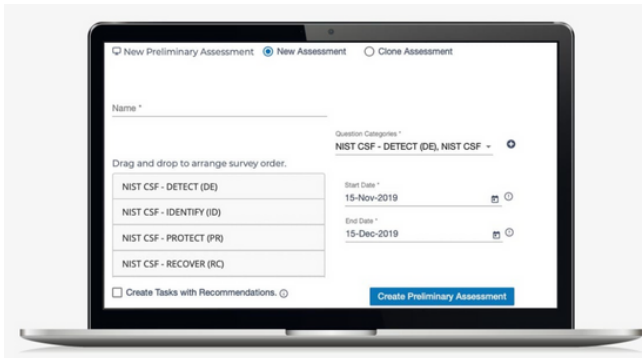 New Preliminary Assessment New Assessment Clone Assessment
Name *
Question Categories *
NIST CSF - DETECT (DE), NIST CSF
Drag and drop to arrange survey order.
NIST CSF - DETECT (DE)
Start Date *
15-Nov-2019
NIST CSF - IDENTIFY (ID)
End Date *
15-Dec-2019
NIST CSF - PROTECT (PR)
NIST CSF - RECOVER (RC)
Create Tasks with Recommendations.
Create Preliminary Assessment